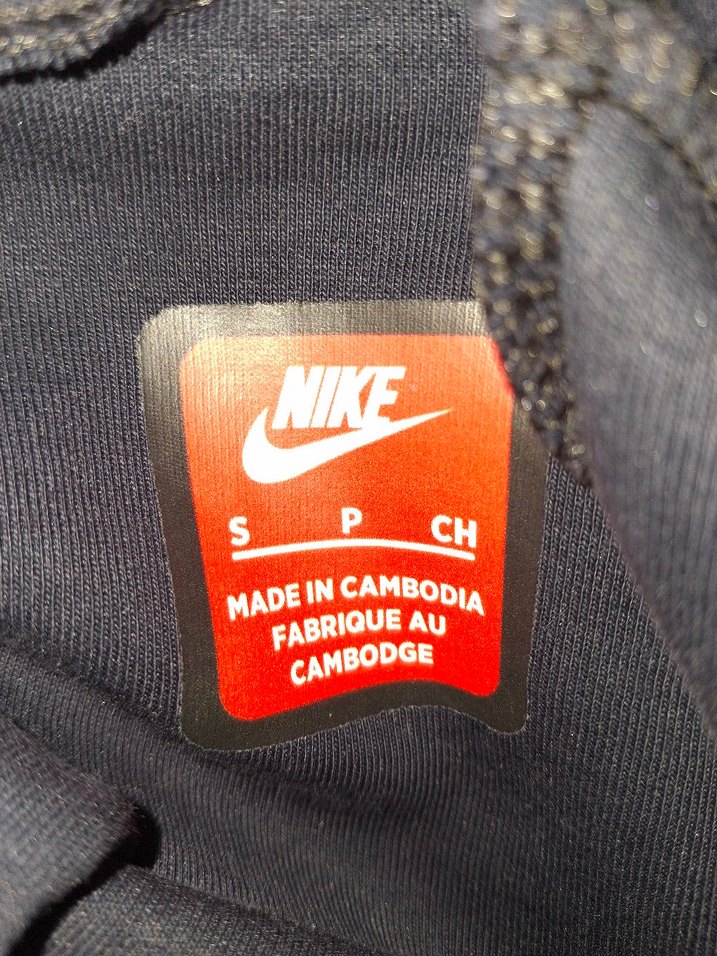 NIKE
S P CH
MADE IN CAMBODIA
FABRIQUE AU
CAMBODGE